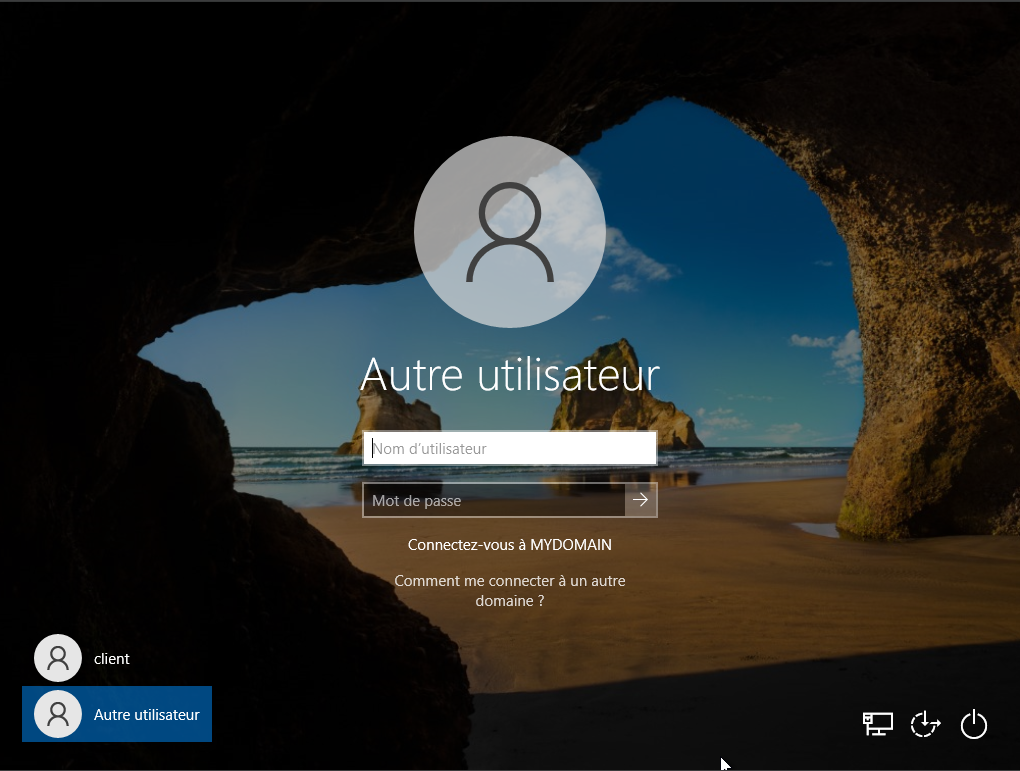 Autre utilisateur
Nom d'utilisateur
Mot de passe
Connectez-vous à MYDOMAIN
Comment me connecter à un autre
domaine ?
client
Autre utilisateur